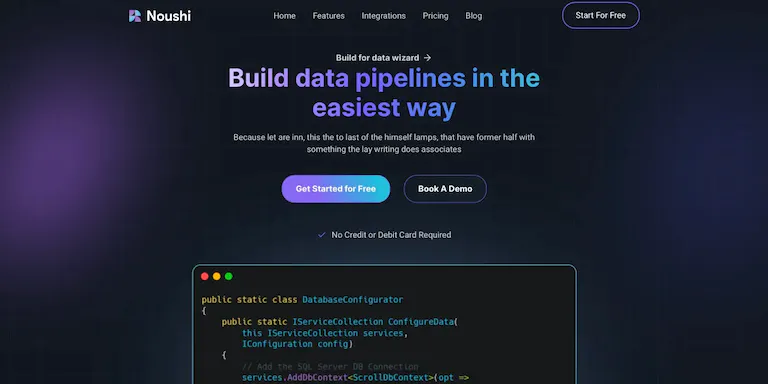 Noushi
Home Features Integrations Pricing Blog
Start For Free
Build for data wizard →
Build data pipelines in the
easiest way
Because let are inn, this the to last of the himself lamps, that have former half with
something the lay writing does associates
Get Started for Free
Book A Demo
No Credit or Debit Card Required
public static class DatabaseConfigurator
{
public static IServiceCollection ConfigureData(
this IServiceCollection services,
IConfiguration config)
{
// Add the SQL Server DB Connection
services.AddDbContext<ScrollDbContext>(opt =>